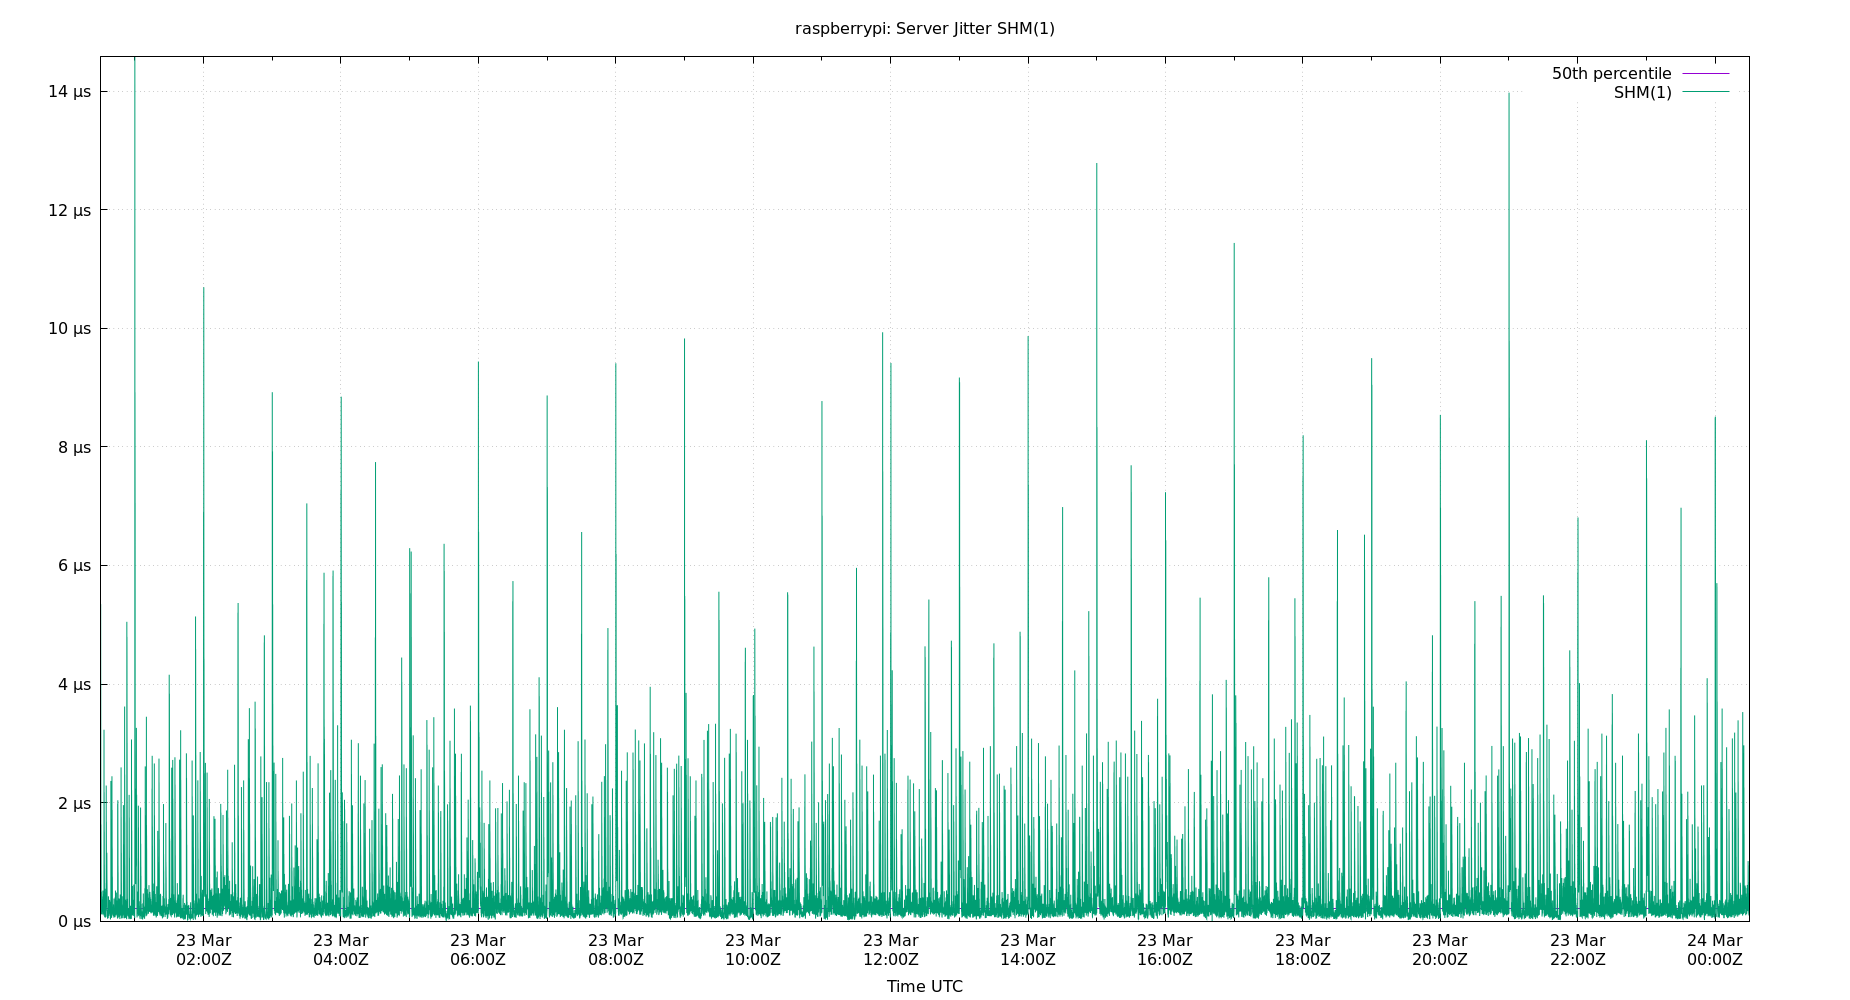 raspberrypi: Server Jitter SHM(1)
50th percentile
SHM(1)
14 µs
12 µs
10 µs
8 µs
6 µs
4 µs
2 µs
0 µs
23 Mar 23 Mar 23 Mar 23 Mar 23 Mar 23 Mar 23 Mar 23 Mar 23 Mar 23 Mar 23 Mar 24 Mar
02:00Z 04:00Z 06:00Z 08:00Z 10:00Z 12:00Z 14:00Z 16:00Z 18:00Z 20:00Z 22:00Z 00:00Z
Time UTC